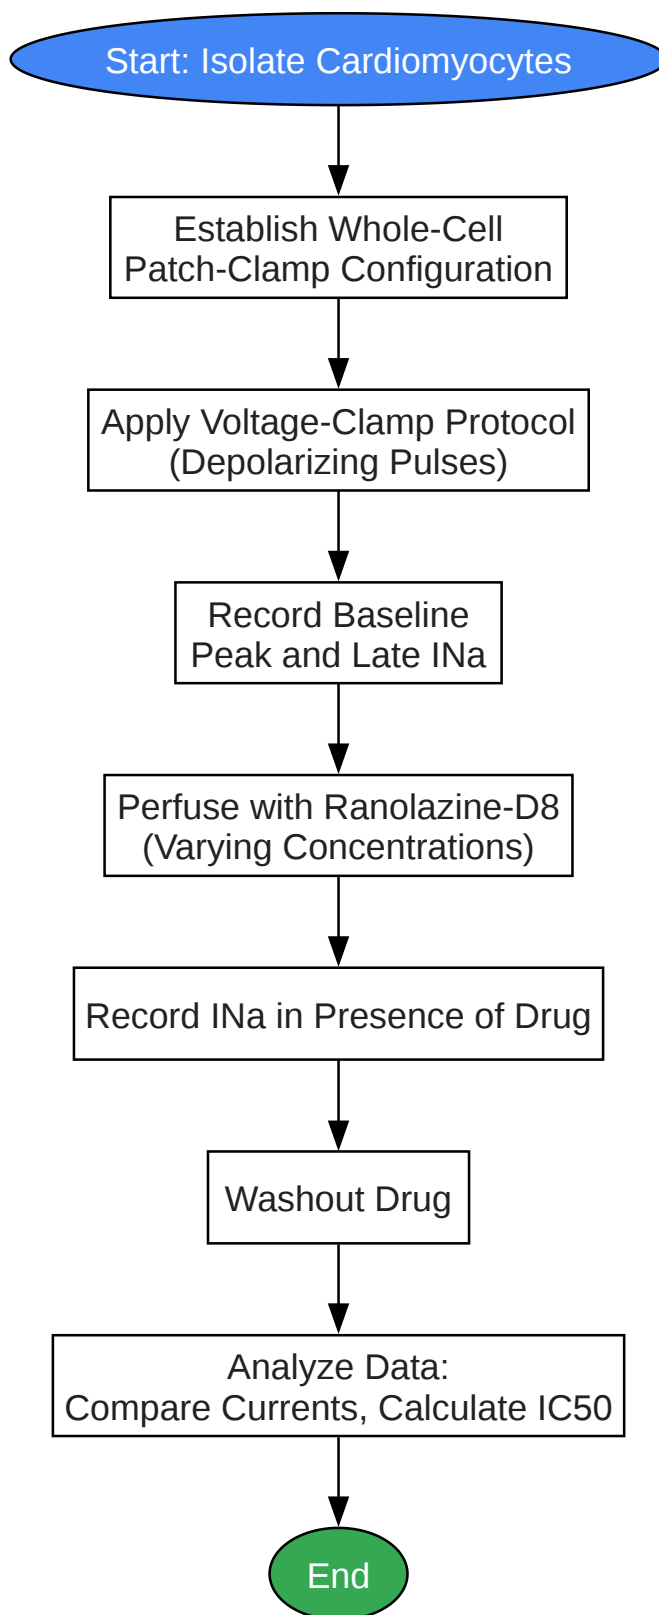 Start: Isolate Cardiomyocytes
Establish Whole-Cell
Patch-Clamp Configuration
Apply Voltage-Clamp Protocol
(Depolarizing Pulses)
Record Baseline
Peak and Late INa
Perfuse with Ranolazine-D8
(Varying Concentrations)
Record INa in Presence of Drug
Washout Drug
Analyze Data:
Compare Currents, Calculate IC50
End